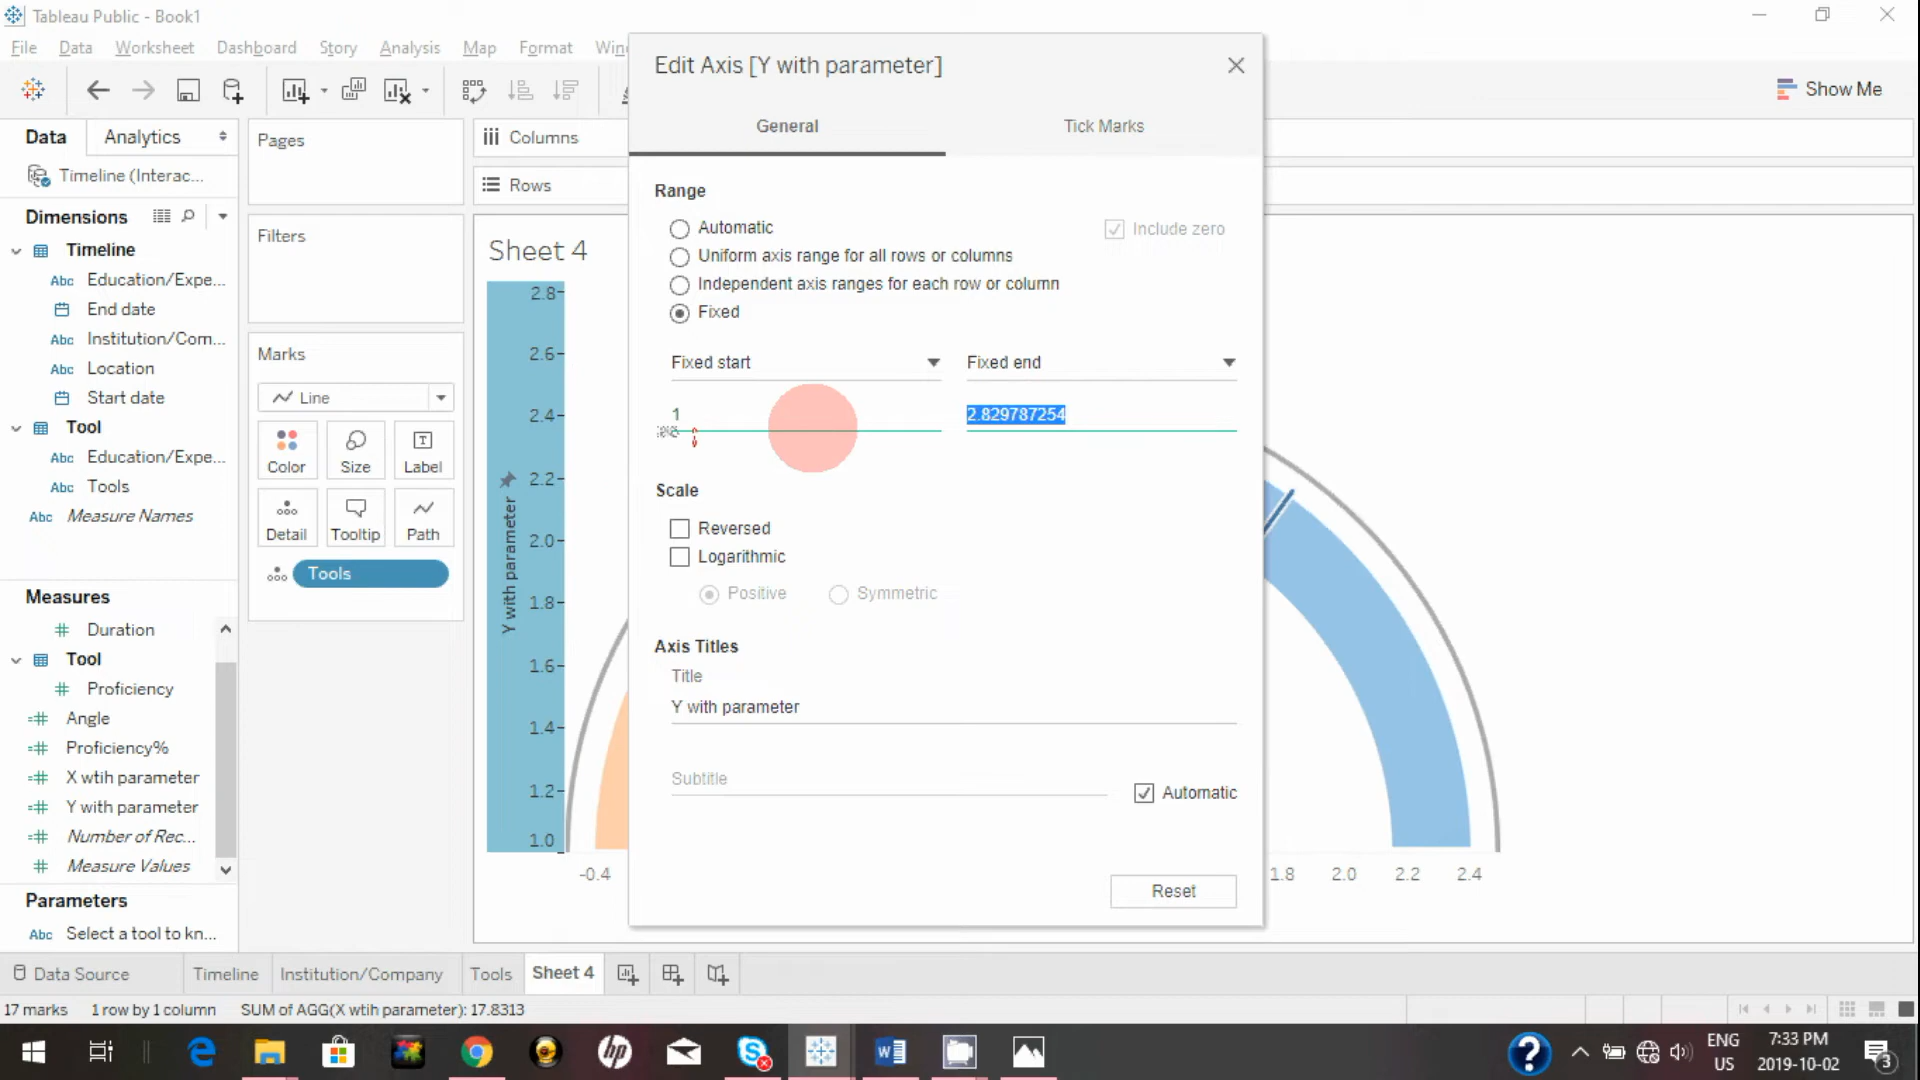 Tableau Public - Book1
File Data Worksheet Dashboard Story Analysis Map Format
Show Me
Data Analytics
Timeline (Interac...
Dimensions
Timeline
Abc Education/Expe...
End date
Abc Institution/Com...
Abc Location
Start date
Tool
Abc Education/Expe...
Abc Tools
Abc Measure Names
Measures
Duration
Tool
Proficiency
Angle
Proficiency%
X wtih parameter
Y with parameter
Number of Rec...
Measure Values
Parameters
Abc Select a tool to kn...
Pages
Filters
Marks
Line
Color Size Label
Detail Tooltip Path
Tools
Columns
Rows
Sheet 4
2.8
2.6
2.4
2.2
2.0
1.8
1.6
1.4
1.2
1.0
Y with parameter
-0.4
1.8 2.0 2.2 2.4
Edit Axis [Y with parameter]
General Tick Marks
Range
Automatic
Include zero
Uniform axis range for all rows or columns
Independent axis ranges for each row or column
Fixed
Fixed start Fixed end
1 2.829787254
Scale
Reversed
Logarithmic
Positive Symmetric
Axis Titles
Title
Y with parameter
Subtitle
Automatic
Reset
Data Source Timeline Institution/Company Tools Sheet 4
17 marks 1 row by 1 column SUM of AGG(X wtih parameter): 17.8313
ENG
US
7:33 PM
2019-10-02
3